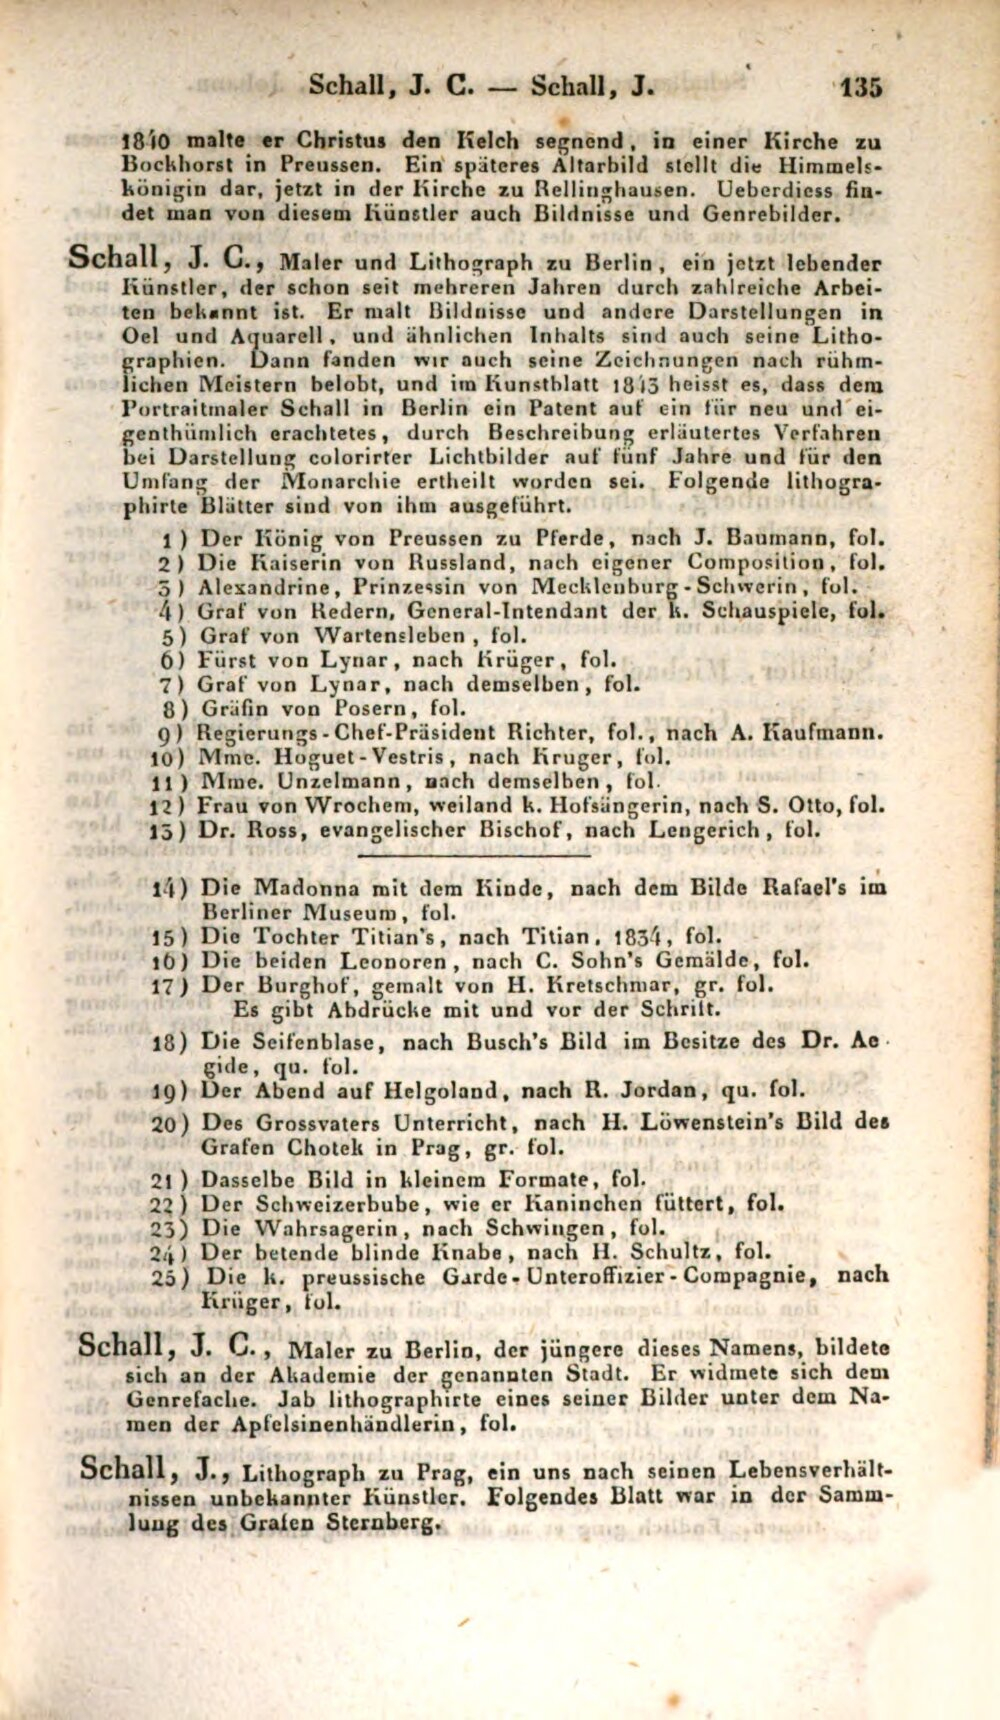 Schall, J. C. — Schall, J. 135
1840 malte er Christus den Kelch segnend, in einer Kirche zu
Bockhorst in Preussen. Ein späteres Altarbild stellt die Himmels-
königin dar, jetzt in der Kirche zu Rellinghausen. Ueberdiess fin-
det man von diesem Künstler auch Bildnisse und Genrebilder.
Schall, J. C., Maler und Lithograph zu Berlin, ein jetzt lebender
Künstler, der schon seit mehreren Jahren durch zahlreiche Arbei-
ten bekannt ist. Er malt Bildnisse und andere Darstellungen in
Oel und Aquarell, und ähnlichen Inhalts sind auch seine Litho-
graphien. Dann fanden wir auch seine Zeichnungen nach rühm-
lichen Meistern belobt, und im Kunstblatt 1843 heisst es, dass dem
Portraitmaler Schall in Berlin ein Patent auf ein für neu und ei-
genthümlich erachtetes, durch Beschreibung erläutertes Verfahren
bei Darstellung colorirter Lichtbilder auf fünf Jahre und für den
Umfang der Monarchie ertheilt worden sei. Folgende lithogra-
phirte Blätter sind von ihm ausgeführt.
1) Der König von Preussen zu Pferde, nach J. Baumann, fol.
2) Die Kaiserin von Russland, nach eigener Composition, fol.
3) Alexandrine, Prinzessin von Mecklenburg-Schwerin, fol.
4) Graf von Redern, General-Intendant der k. Schauspiele, fol.
5) Graf von Wartensleben, fol.
6) Fürst von Lynar, nach Krüger, fol.
7) Graf von Lynar, nach demselben, fol.
8) Gräfin von Posern, fol.
9) Regierungs-Chef-Präsident Richter, fol., nach A. Kaufmann.
10) Mme. Hoguet-Vestris, nach Kruger, fol.
11) Mme. Unzelmann, nach demselben, fol.
12) Frau von Wrochem, weiland k. Hofsängerin, nach S. Otto, fol.
13) Dr. Ross, evangelischer Bischof, nach Lengerich, fol.
14) Die Madonna mit dem Kinde, nach dem Bilde Rafael's im
Berliner Museum, fol.
15) Die Tochter Titian's, nach Titian, 1834, fol.
16) Die beiden Leonoren, nach C. Sohn's Gemälde, fol.
17) Der Burghof, gemalt von H. Kretschmar, gr. fol.
Es gibt Abdrücke mit und vor der Schrift.
18) Die Seifenblase, nach Busch's Bild im Besitze des Dr. Ae-
gide, qu. fol.
19) Der Abend auf Helgoland, nach R. Jordan, qu. fol.
20) Des Grossvaters Unterricht, nach H. Löwenstein's Bild des
Grafen Chotek in Prag, gr. fol.
21) Dasselbe Bild in kleinem Formate, fol.
22) Der Schweizerbube, wie er Kaninchen füttert, fol.
23) Die Wahrsagerin, nach Schwingen, fol.
24) Der betende blinde Knabe, nach H. Schultz, fol.
25) Die k. preussische Garde-Unteroffizier-Compagnie, nach
Krüger, fol.
Schall, J. C., Maler zu Berlin, der jüngere dieses Namens, bildete
sich an der Akademie der genannten Stadt. Er widmete sich dem
Genrefache. Jab lithographirte eines seiner Bilder unter dem Na-
men der Apfelsinenhändlerin, fol.
Schall, J., Lithograph zu Prag, ein uns nach seinen Lebensverhält-
nissen unbekannter Künstler. Folgendes Blatt war in der Samm-
lung des Grafen Sternberg.